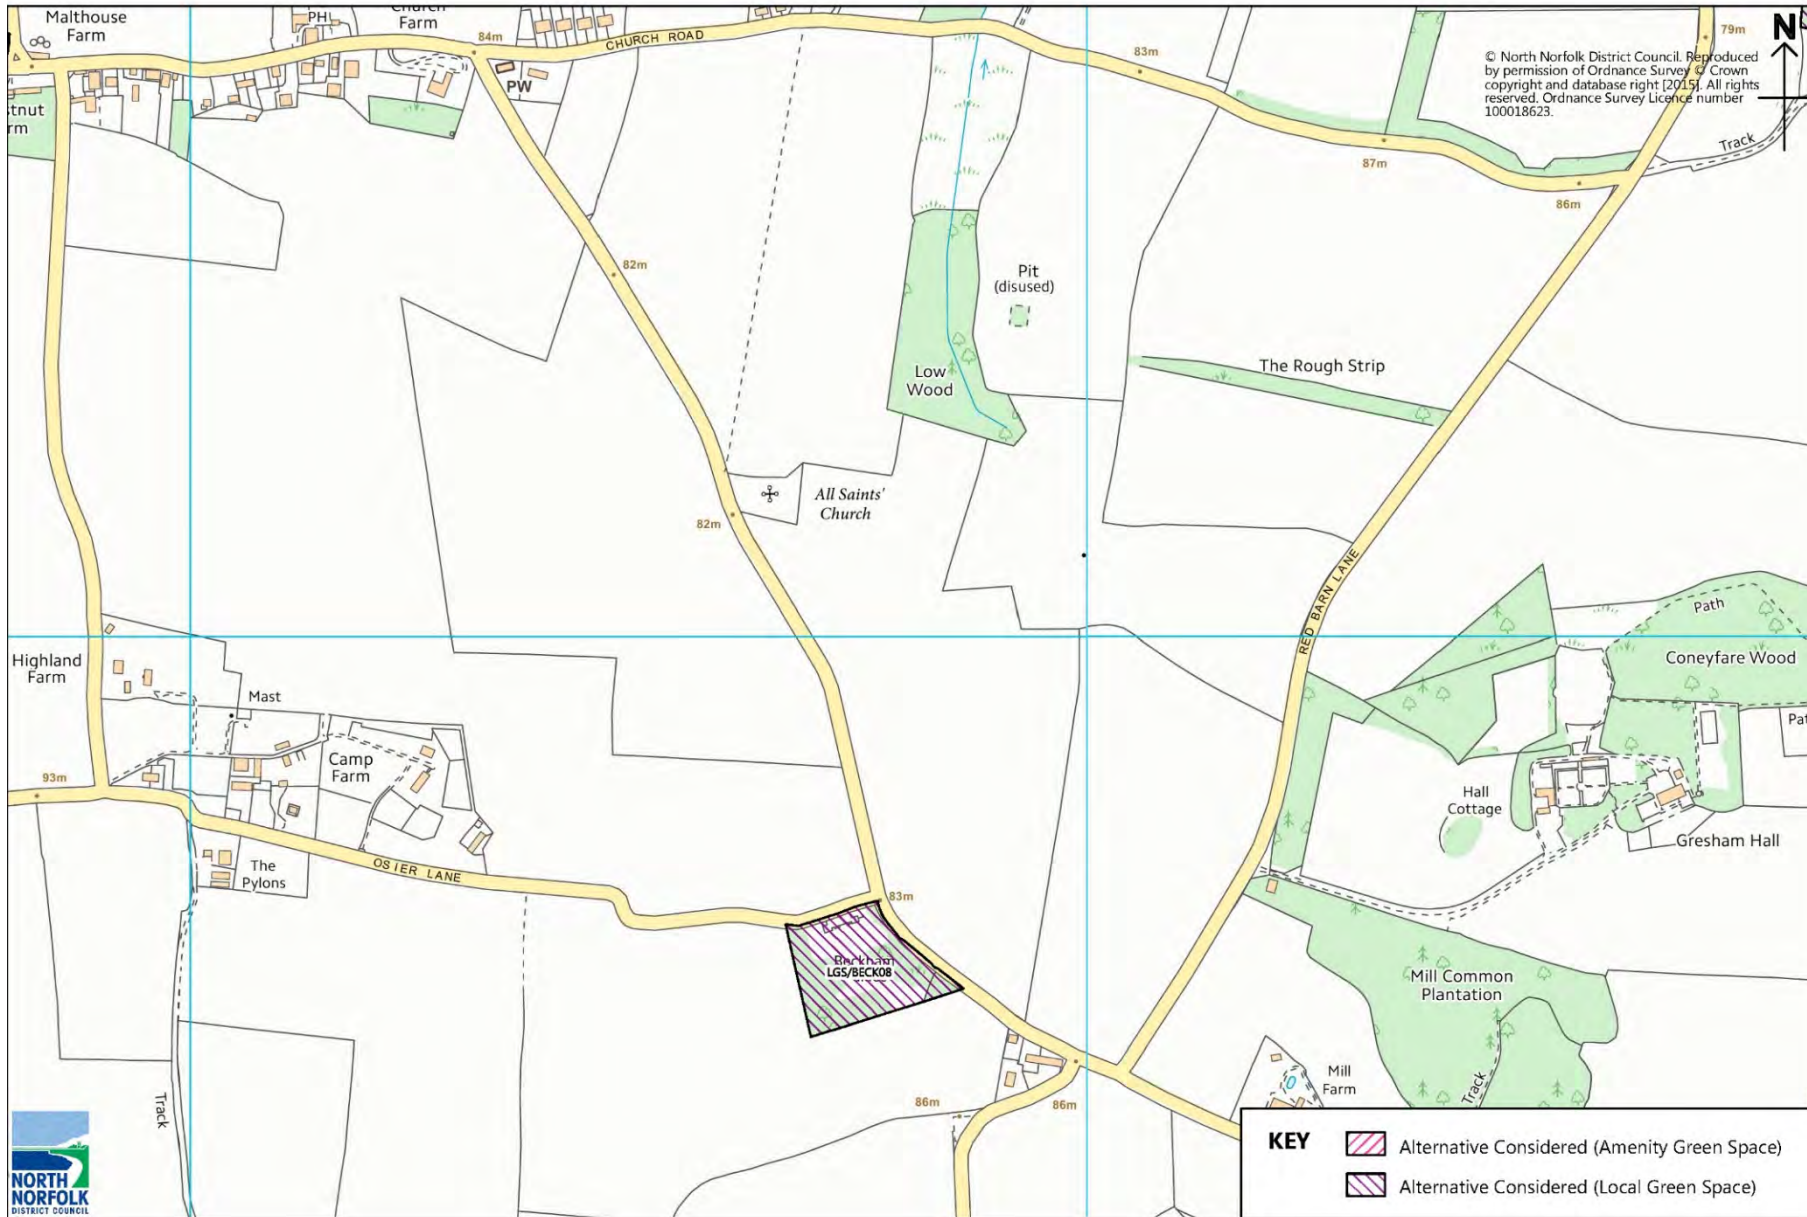 Malthouse
Farm
PH
Church
Farm
84m
CHURCH ROAD
83m
79m
N
© North Norfolk District Council. Reproduced
by permission of Ordnance Survey © Crown
copyright and database right [2015]. All rights
reserved. Ordnance Survey Licence number
100018623.
PW
stnut
rm
Track
87m
86m
82m
Pit
(disused)
Low
Wood
The Rough Strip
All Saints'
Church
82m
RED BARN LANE
Path
Coneyfare Wood
Highland
Farm
Mast
Pat
Camp
Farm
93m
Hall
Cottage
Gresham Hall
The
Pylons
OSIER LANE
83m
Beckham
LGS/BECK08
Mill Common
Plantation
Mill
Farm
Track
Track
86m
86m
KEY
Alternative Considered (Amenity Green Space)
Alternative Considered (Local Green Space)
NORTH
NORFOLK
DISTRICT COUNCIL